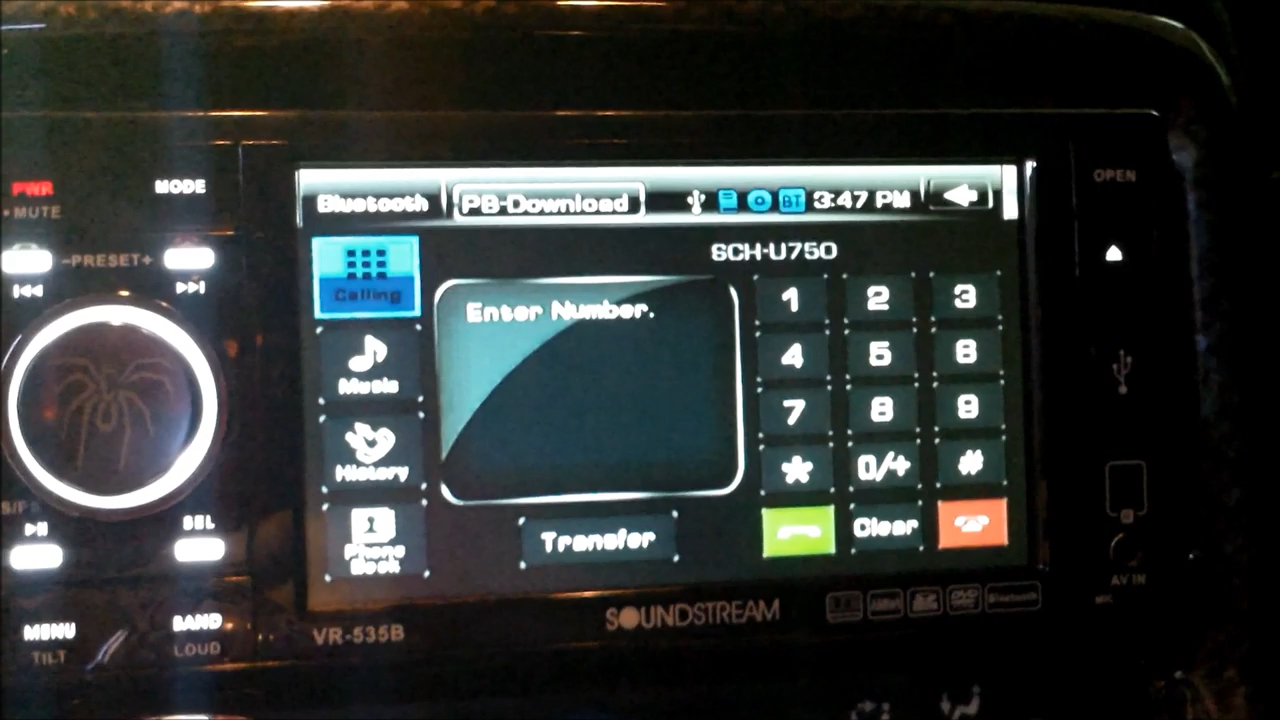 PWR
• MUTE
MODE
-PRESET+
SEL
MENU
TILT
BAND
LOUD
Bluetooth
PB-Download
BT
3:47 PM
Calling
Music
History
Phone
Book
SCH-U750
Enter Number.
Transfer
1 2 3
4 5 6
7 8 9
* 0/+ #
Clear
VR-535B
SOUNDSTREAM
Bluetooth
OPEN
AV IN
MIC